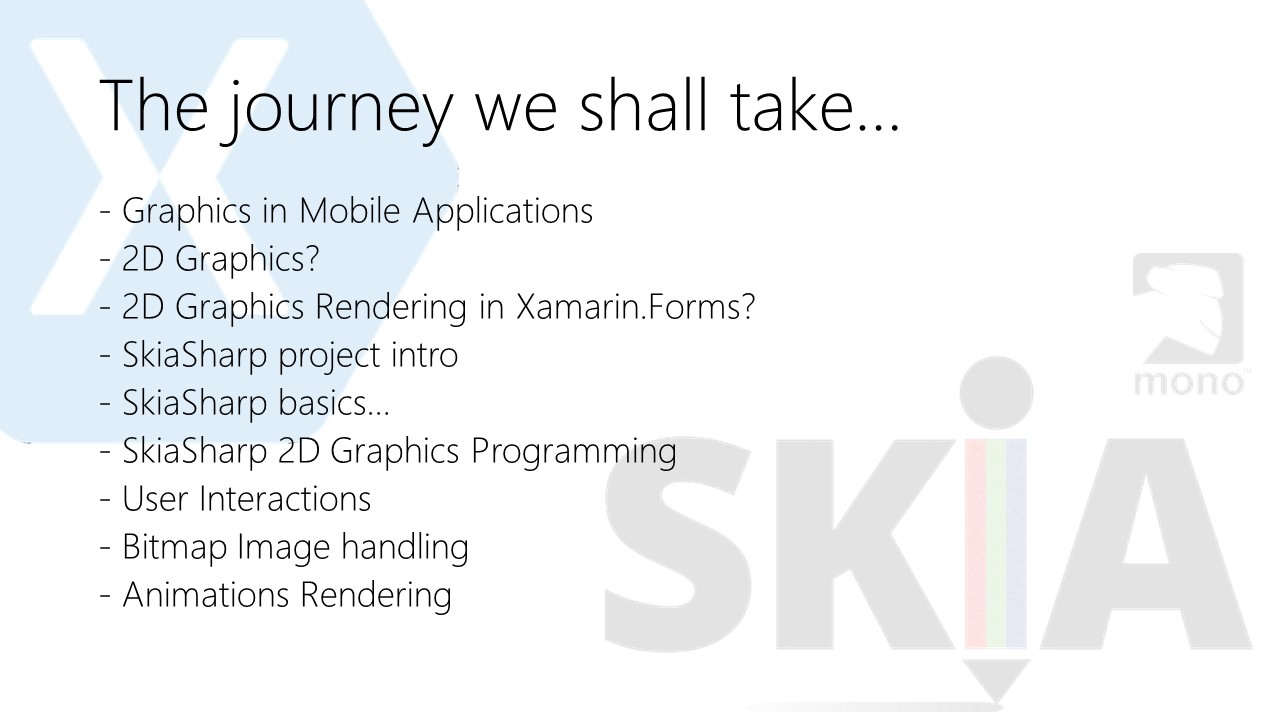 The journey we shall take...
- Graphics in Mobile Applications
- 2D Graphics?
- 2D Graphics Rendering in Xamarin.Forms?
- SkiaSharp project intro
- SkiaSharp basics...
- SkiaSharp 2D Graphics Programming
- User Interactions
- Bitmap Image handling
- Animations Rendering
mono™
SKiA